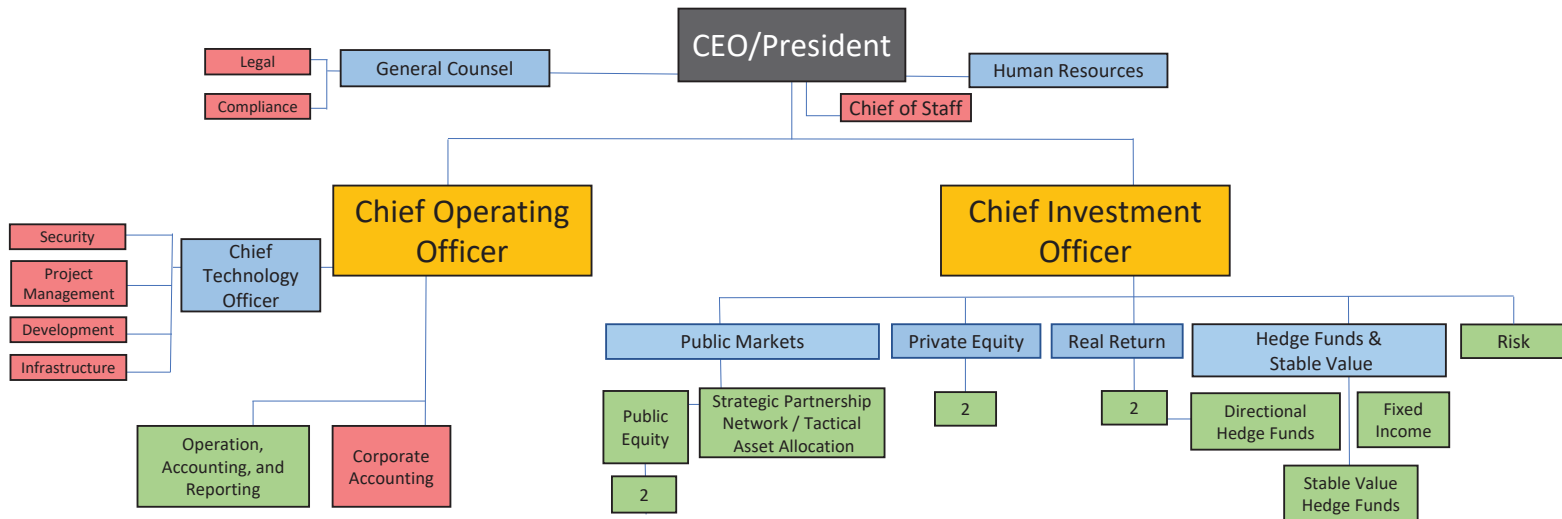 CEO/President
Legal
General Counsel
Human Resources
Compliance
Chief of Staff
Chief Operating
Officer
Chief Investment
Officer
Security
Project
Management
Development
Infrastructure
Chief
Technology
Officer
Public Markets
Private Equity
Real Return
Hedge Funds &
Stable Value
Risk
Public
Equity
Strategic Partnership
Network / Tactical
Asset Allocation
2
2
Directional
Hedge Funds
Fixed
Income
Operation,
Accounting, and
Reporting
Corporate
Accounting
2
Stable Value
Hedge Funds